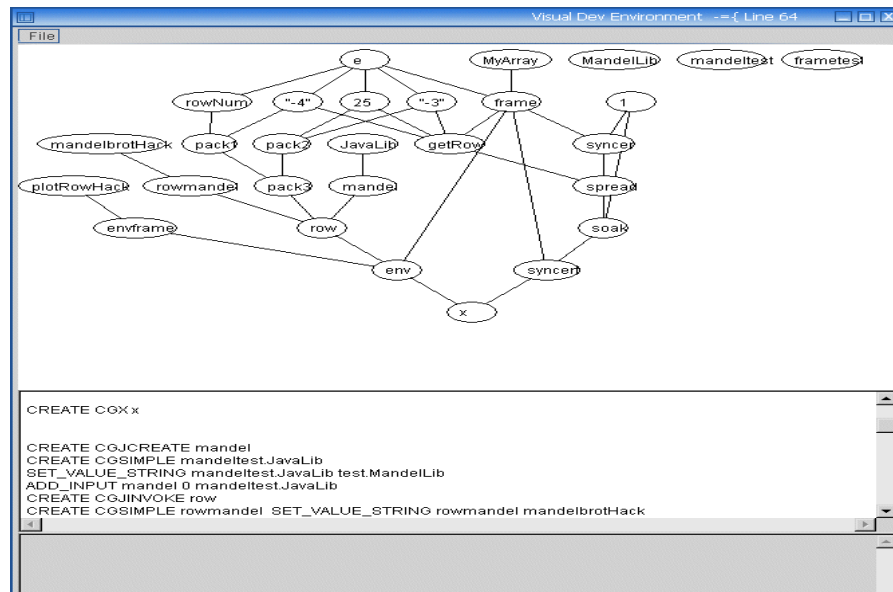 Visual Dev Environment -={ Line 64
File
e MyArray MandelLib mandeltest frametest
rowNum "-4" 25 "-3" frame 1
mandelbrotHack pack1 pack2 JavaLib getRow syncer
plotRowHack rowmandel pack3 mandel spread
envframe row soak
env syncerf
x
CREATE CGX x
CREATE CGJCREATE mandel
CREATE CGSIMPLE mandeltest.JavaLib
SET_VALUE_STRING mandeltest.JavaLib test.MandelLib
ADD_INPUT mandel 0 mandeltest.JavaLib
CREATE CGJINVOKE row
CREATE CGSIMPLE rowmandel SET_VALUE_STRING rowmandel mandelbrotHack